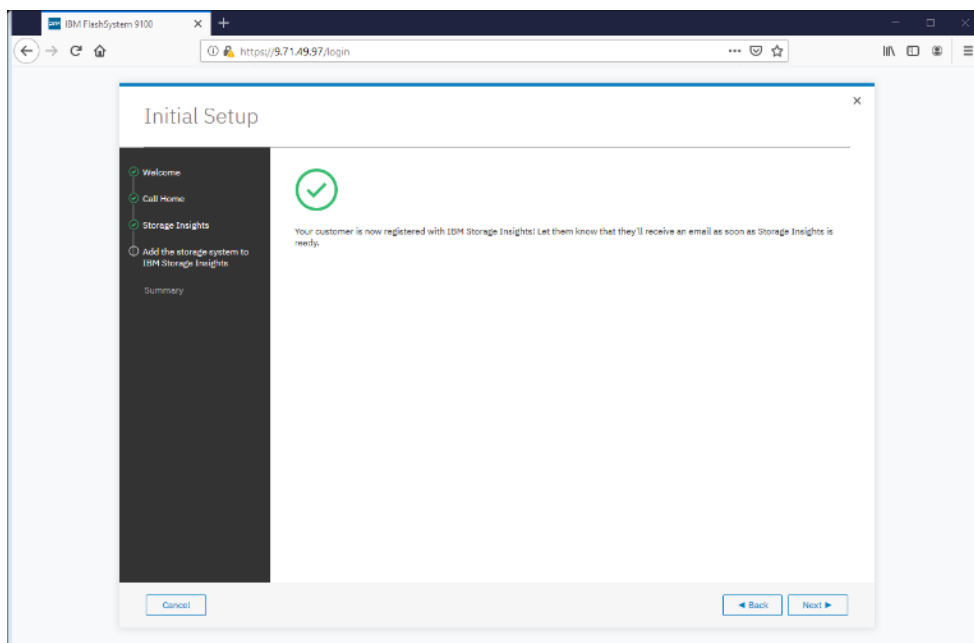 IBM FlashSystem 9100
https://9.71.49.97/login
Initial Setup
Welcome
Call Home
Storage Insights
Add the storage system to
IBM Storage Insights
Summary
Your customer is now registered with IBM Storage Insights! Let them know that they'll receive an email as soon as Storage Insights is
ready.
Cancel
Back
Next